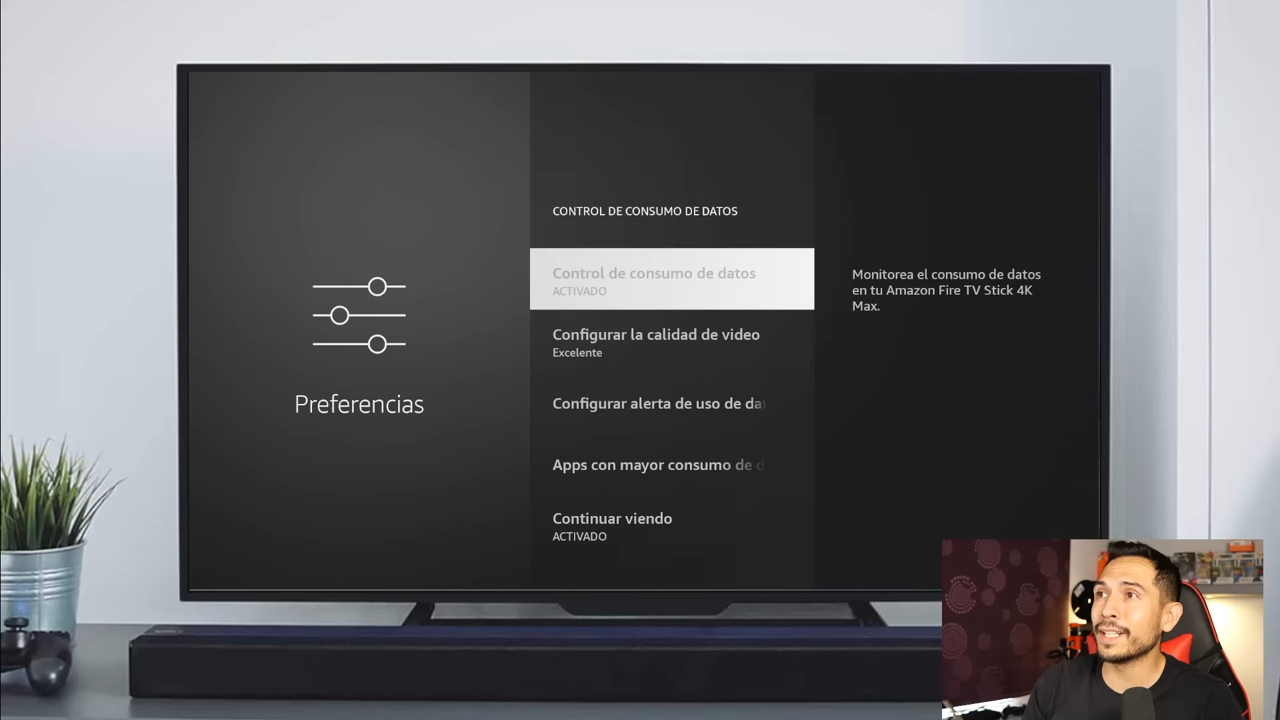 CONTROL DE CONSUMO DE DATOS
Control de consumo de datos
ACTIVADO
Configurar la calidad de video
Excelente
Configurar alerta de uso de
Apps con mayor consumo de
Continuar viendo
ACTIVADO
Monitorea el consumo de datos
en tu Amazon Fire TV Stick 4K
Max.
Preferencias